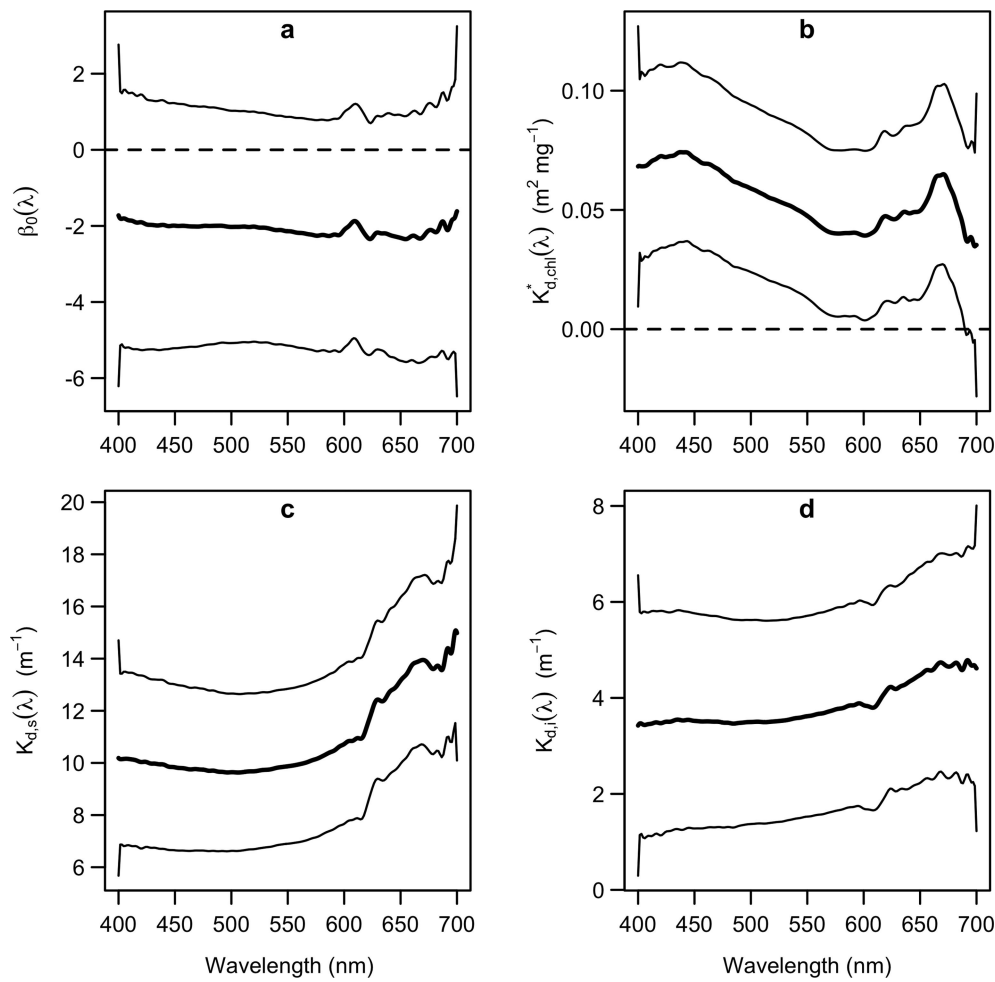 a
2
0
-2
-4
-6
β₀(λ)
400 450 500 550 600 650 700
b
0.10
0.05
0.00
K*d,chl(λ) (m² mg⁻¹)
400 450 500 550 600 650 700
c
20
18
16
14
12
10
8
6
Kd,s(λ) (m⁻¹)
400 450 500 550 600 650 700
Wavelength (nm)
d
8
6
4
2
0
Kd,i(λ) (m⁻¹)
400 450 500 550 600 650 700
Wavelength (nm)